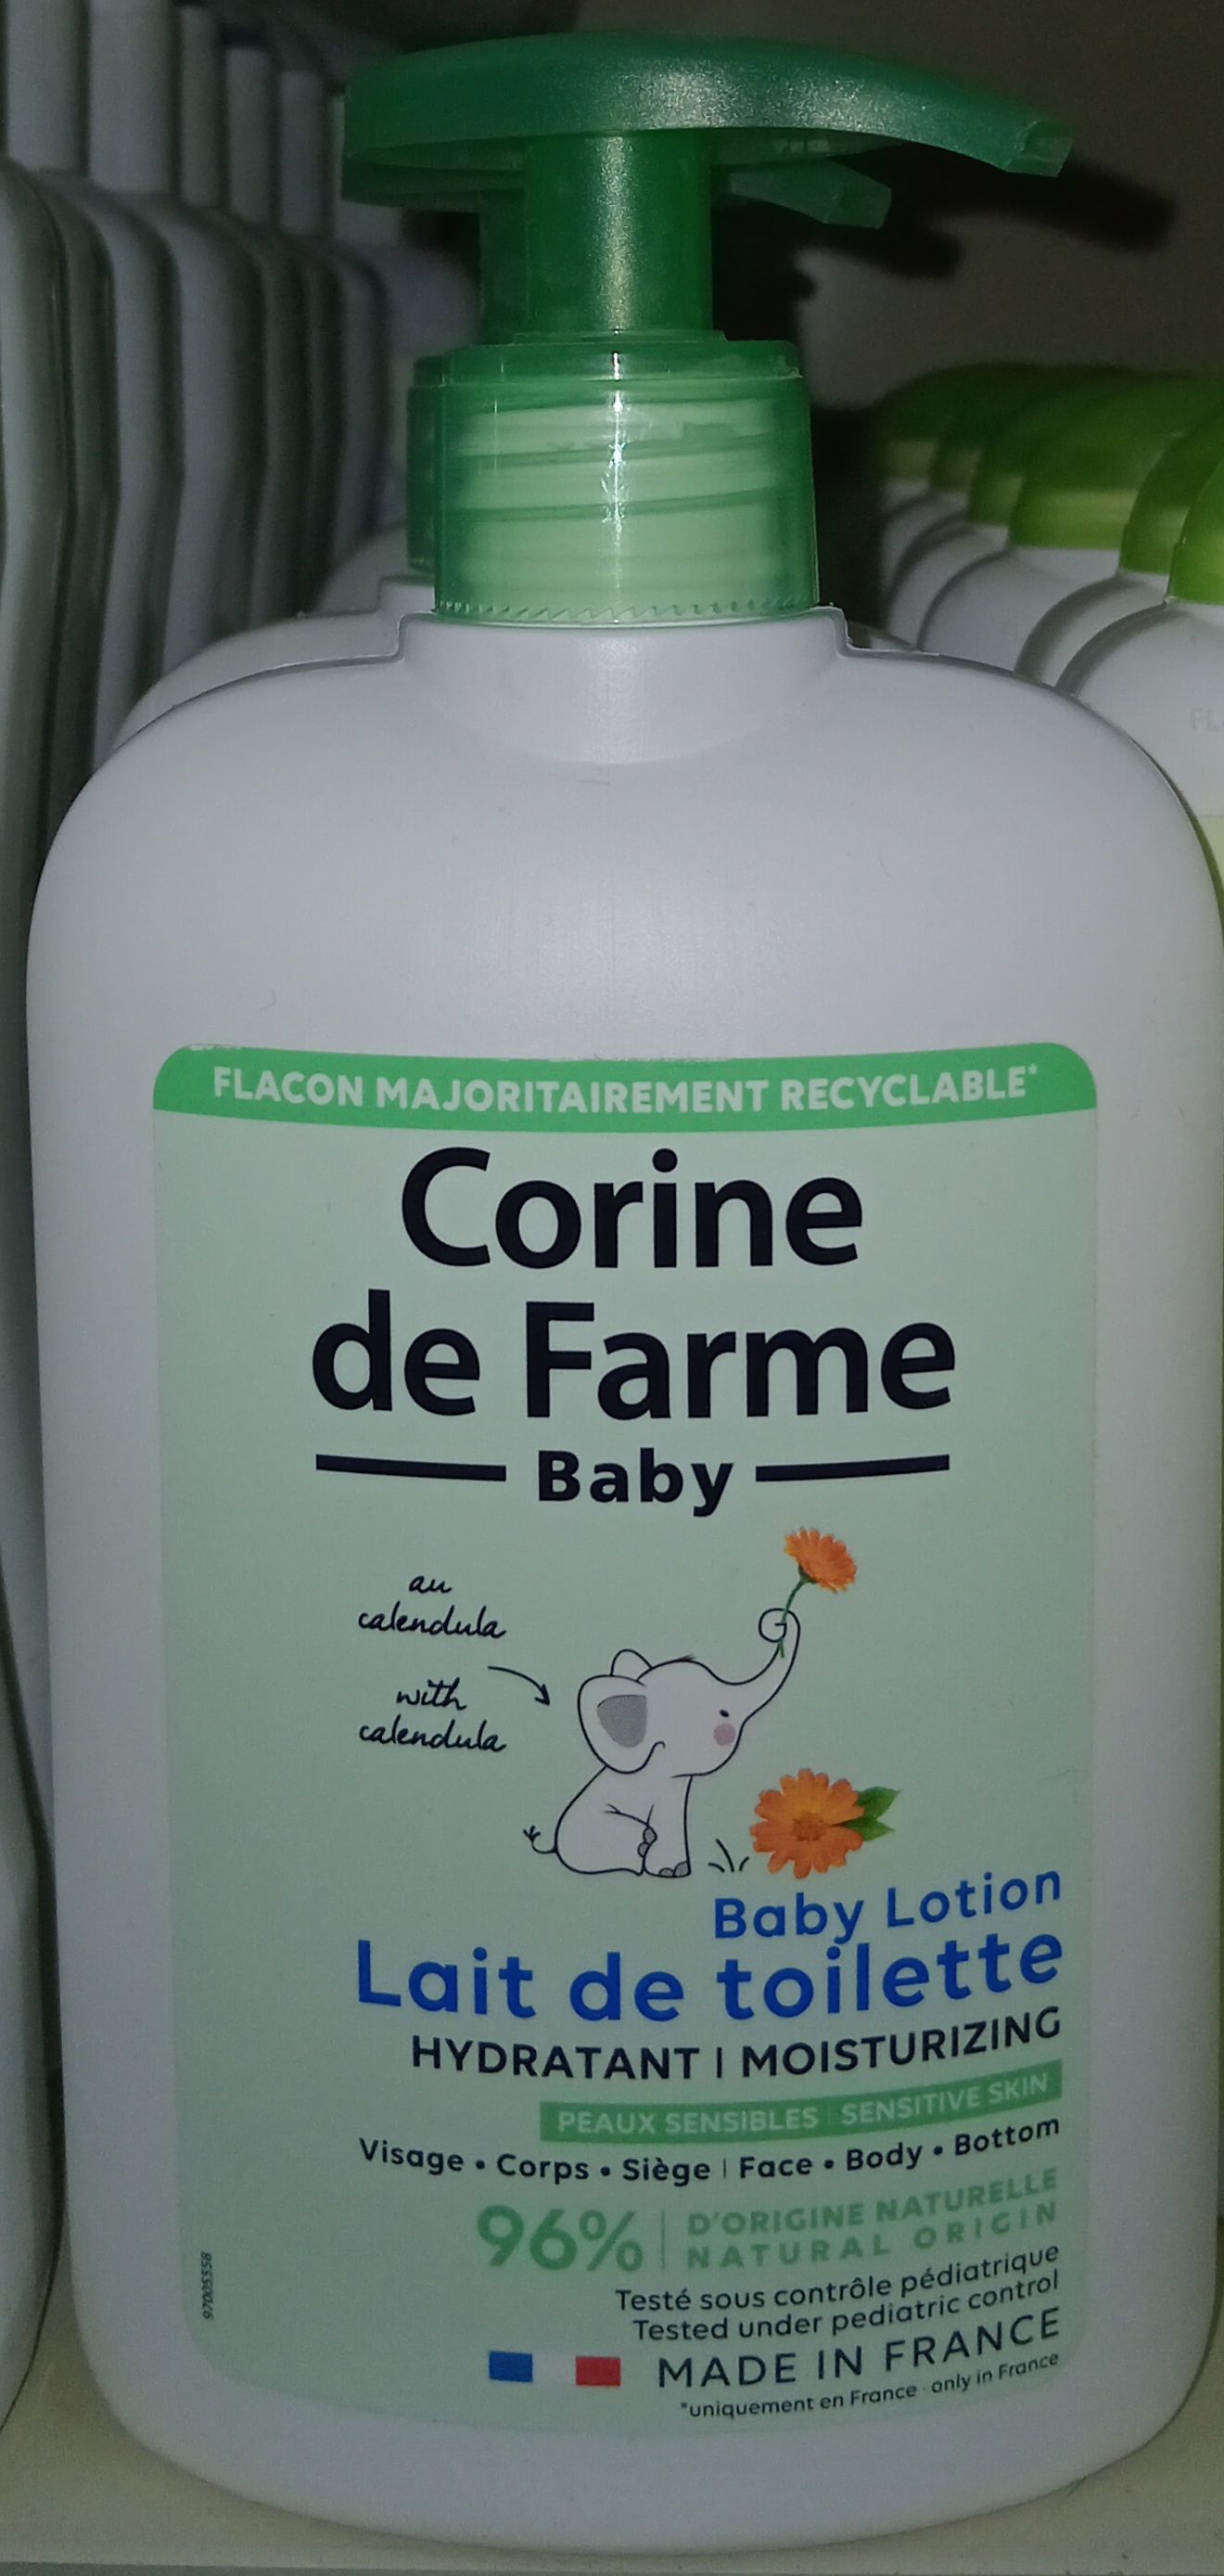 FLACON MAJORITAIREMENT RECYCLABLE*
Corine
de Farme
Baby
au
calendula
with
calendula
Baby Lotion
Lait de toilette
HYDRATANT | MOISTURIZING
PEAUX SENSIBLES | SENSITIVE SKIN
Visage • Corps • Siège | Face • Body • Bottom
96% | D'ORIGINE NATURELLE
NATURAL ORIGIN
Testé sous contrôle pédiatrique
Tested under pediatric control
MADE IN FRANCE
*uniquement en France - only in France
97005358